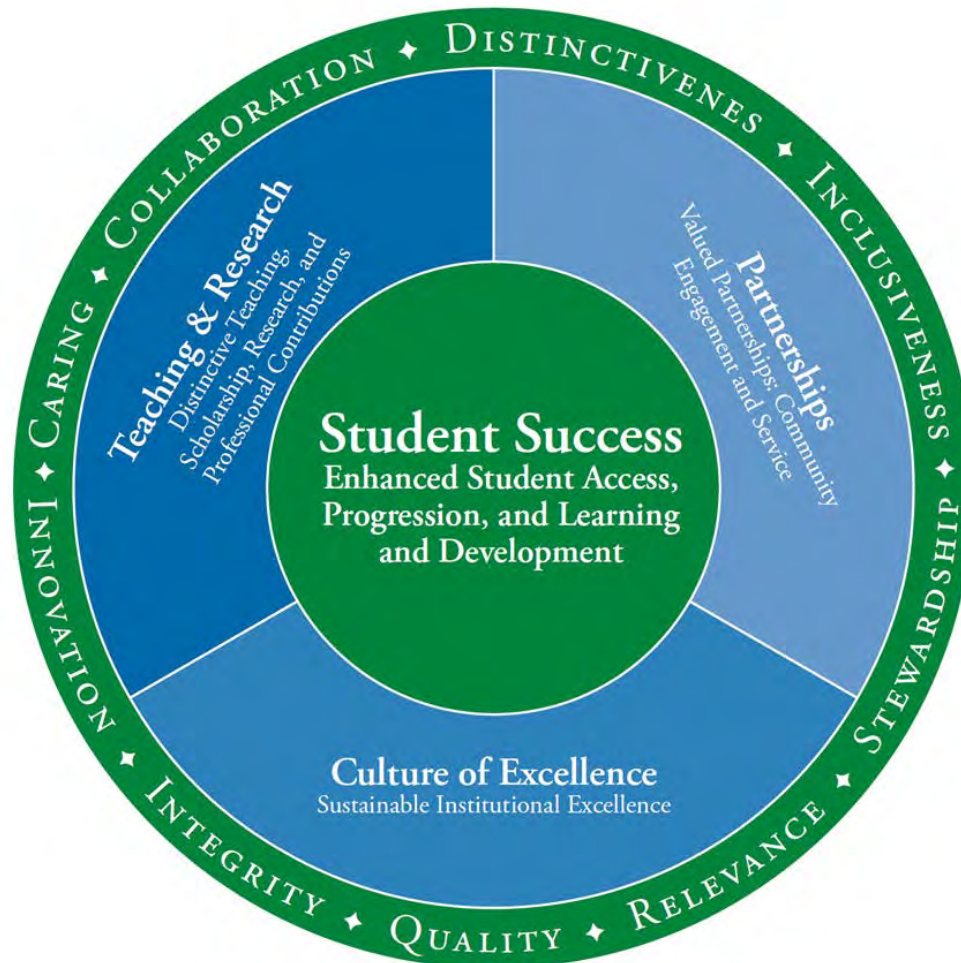 COLLABORATION ✦ DISTINCTIVENES ✦ INCLUSIVENESS ✦ STEWARDSHIP ✦ RELEVANCE ✦ QUALITY ✦ INTEGRITY ✦ INNOVATION ✦ CARING ✦
Teaching & Research
Distinctive Teaching,
Scholarship, Research, and
Professional Contributions
Partnerships
Valued Partnerships: Community
Engagement and Service
Student Success
Enhanced Student Access,
Progression, and Learning
and Development
Culture of Excellence
Sustainable Institutional Excellence